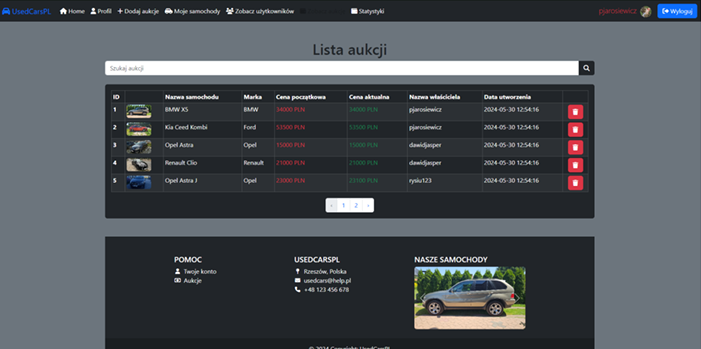 UsedCarsPL Home Profil + Dodaj aukcje Moje samochody Zobacz użytkowników Statystyki pjarosiewicz Wyloguj
Lista aukcji
Szukaj aukcji
ID Nazwa samochodu Marka Cena początkowa Cena aktualna Nazwa właściciela Data utworzenia
1 BMW X5 BMW 34000 PLN 34000 PLN pjarosiewicz 2024-05-30 12:54:16
2 Kia Ceed Kombi Ford 53500 PLN 53500 PLN pjarosiewicz 2024-05-30 12:54:16
3 Opel Astra Opel 15000 PLN 15000 PLN dawidjasper 2024-05-30 12:54:16
4 Renault Clio Renault 21000 PLN 21000 PLN dawidjasper 2024-05-30 12:54:16
5 Opel Astra J Opel 23000 PLN 23100 PLN rysiu123 2024-05-30 12:54:16
‹ 1 2 ›
POMOC
Twoje konto
Aukcje
USEDCARSPL
Rzeszów, Polska
usedcars@help.pl
+48 123 456 678
NASZE SAMOCHODY
© 2024 Copyright: UsedCarsPL